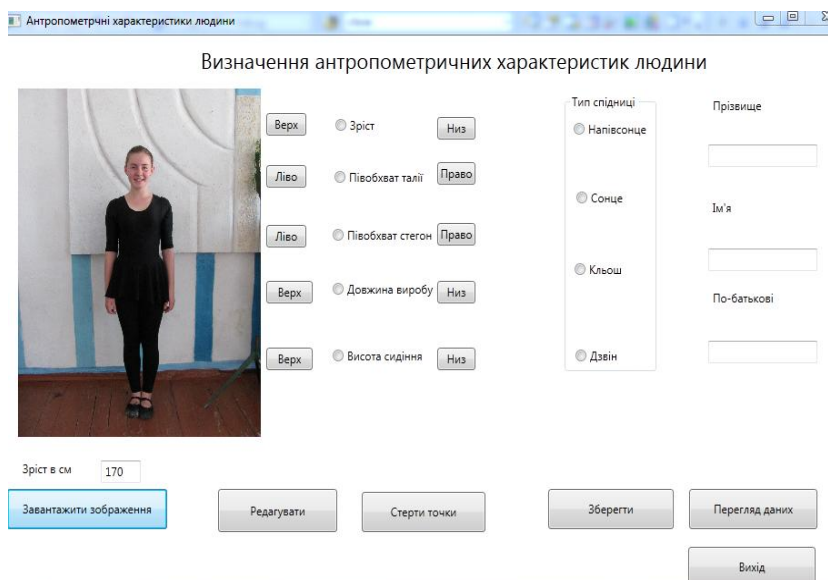 Антропометрчні характеристики людини
Визначення антропометричних характеристик людини
Верх
Зріст
Низ
Ліво
Півобхват талії
Право
Ліво
Півобхват стегон
Право
Верх
Довжина виробу
Низ
Верх
Висота сидіння
Низ
Тип спідниці
Напівсонце
Сонце
Кльош
Дзвін
Прізвище
Ім'я
По-батькові
Зріст в см
170
Завантажити зображення
Редагувати
Стерти точки
Зберегти
Перегляд даних
Вихід